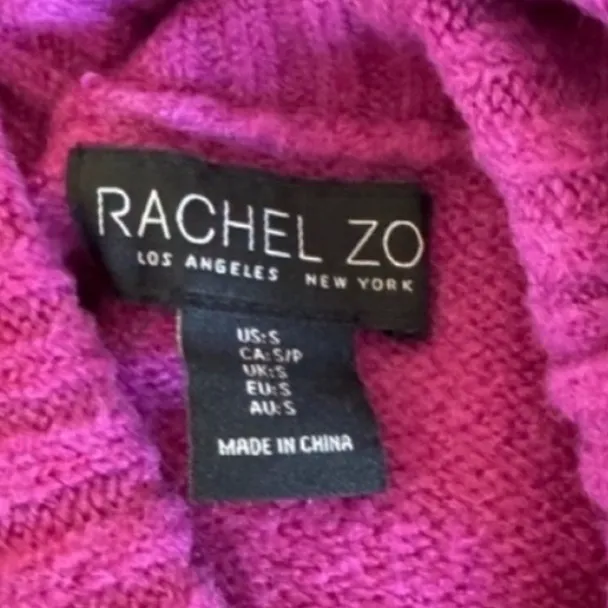 RACHEL ZO
LOS ANGELES NEW YORK
US:S
CA:S/P
UK:S
EU:S
AU:S
MADE IN CHINA